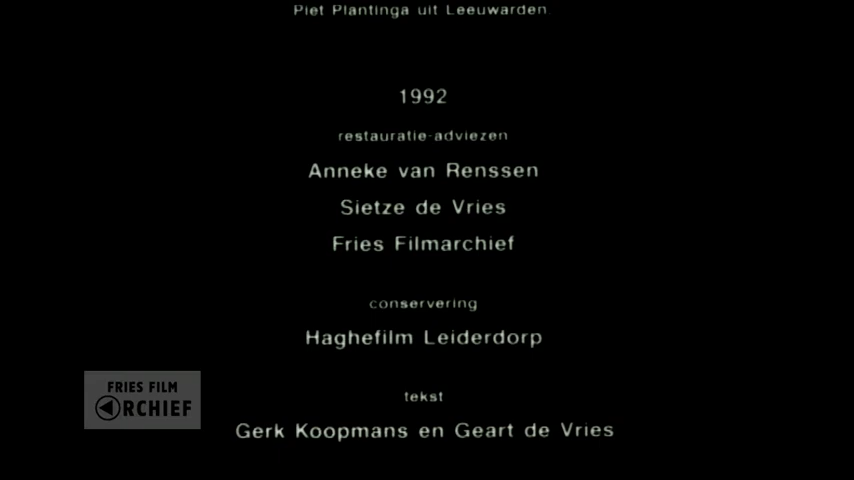 Piet Plantinga uit Leeuwarden
1992
restauratie-adviezen
Anneke van Renssen
Sietze de Vries
Fries Filmarchief
conservering
Haghefilm Leiderdorp
tekst
Gerk Koopmans en Geart de Vries
FRIES FILM
ARCHIEF